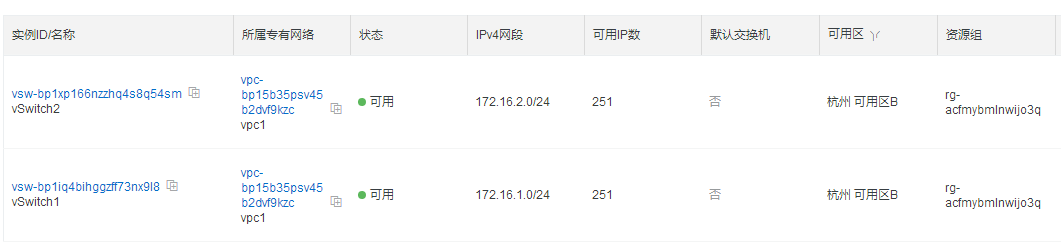 实例ID/名称 所属专有网络 状态 IPv4网段 可用IP数 默认交换机 可用区 资源组
vsw-bp1xp166nzzhq4s8q54sm
vSwitch2
vpc-
bp15b35psv45
b2dvf9kzc
vpc1
可用
172.16.2.0/24
251
否
杭州 可用区B
rg-
acfmybmlnwijo3q
vsw-bp1iq4bihggzff73nx9l8
vSwitch1
vpc-
bp15b35psv45
b2dvf9kzc
vpc1
可用
172.16.1.0/24
251
否
杭州 可用区B
rg-
acfmybmlnwijo3q